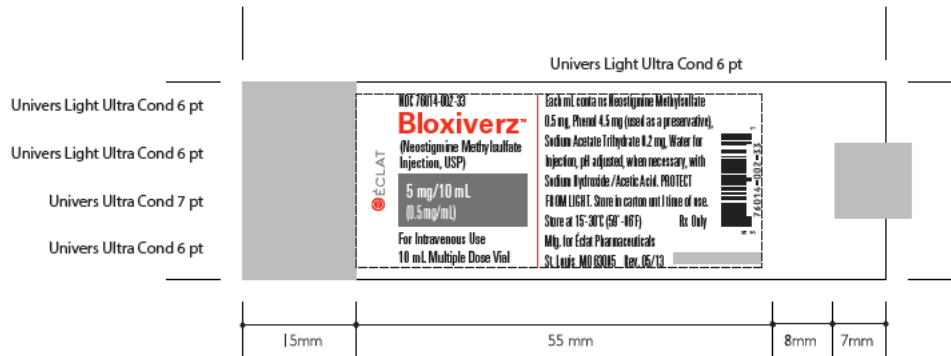 Univers Light Ultra Cond 6 pt
Univers Light Ultra Cond 6 pt
Univers Light Ultra Cond 6 pt
Univers Ultra Cond 7 pt
Univers Ultra Cond 6 pt
ÉCLAT
NDC 76014-002-33
Bloxiverz™
(Neostigmine Methylsulfate
Injection, USP)
5 mg/10 mL
(0.5mg/mL)
For Intravenous Use
10 mL Multiple Dose Vial
Each mL contains Neostigmine Methylsulfate
0.5 mg, Phenol 4.5 mg (used as a preservative),
Sodium Acetate Trihydrate 0.2 mg, Water for
Injection, pH adjusted, when necessary, with
Sodium Hydroxide/Acetic Acid. PROTECT
FROM LIGHT. Store in carton until time of use.
Store at 15°-30°C Rx Only
Mfg. for Éclat Pharmaceuticals
St. Louis, MO 63005 Rev. 05/13
76014-002-33
15mm
55 mm
8mm
7mm